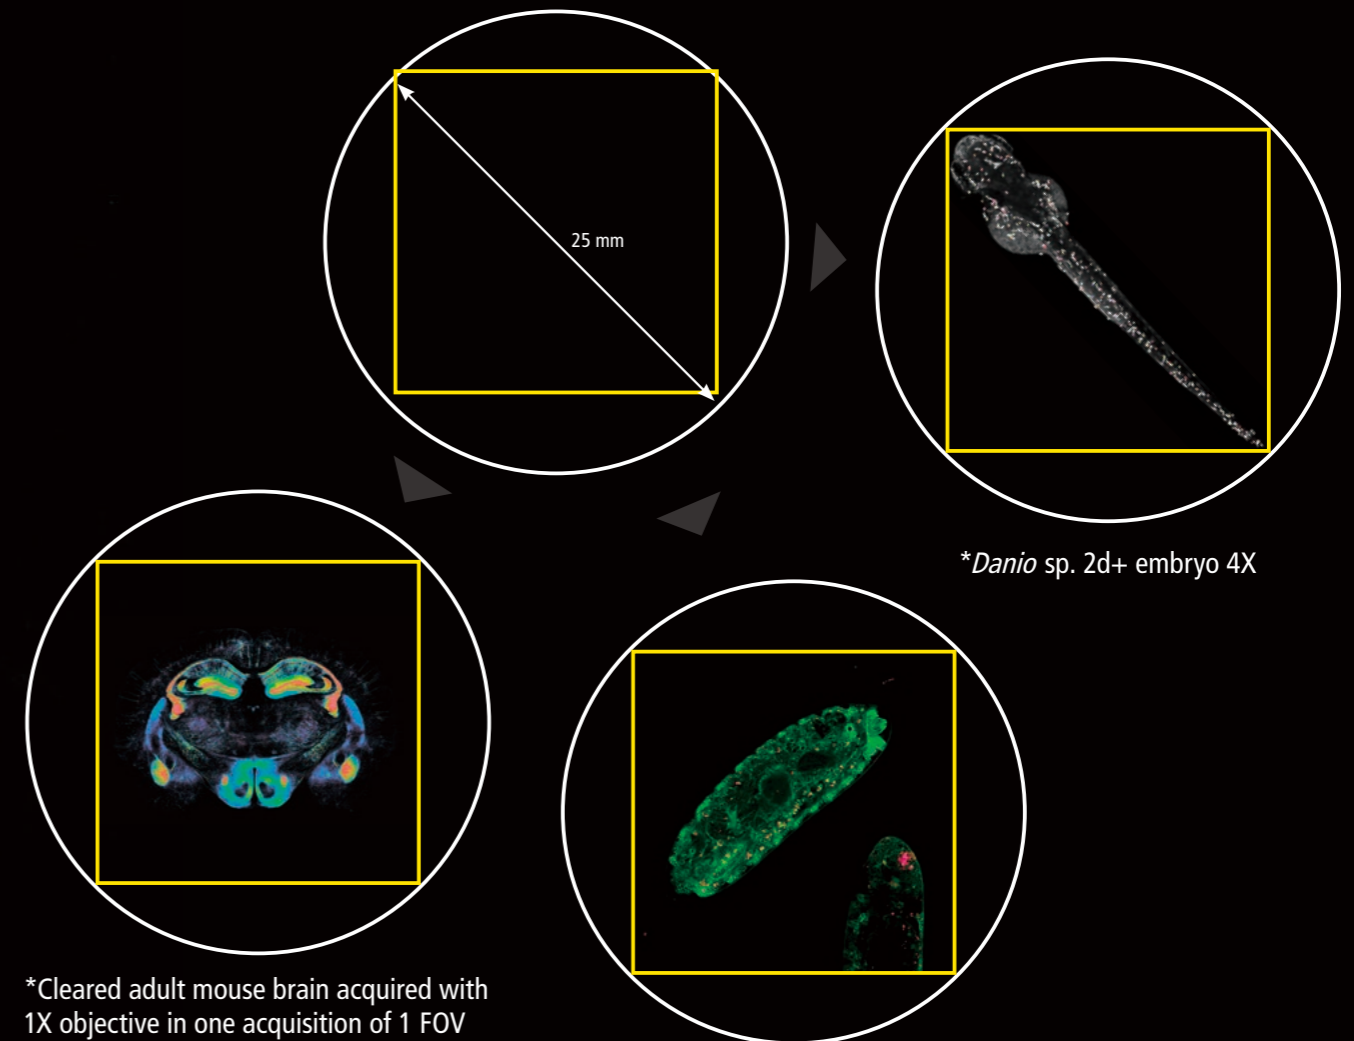 25 mm
*Danio sp. 2d+ embryo 4X
*Cleared adult mouse brain acquired with
1X objective in one acquisition of 1 FOV